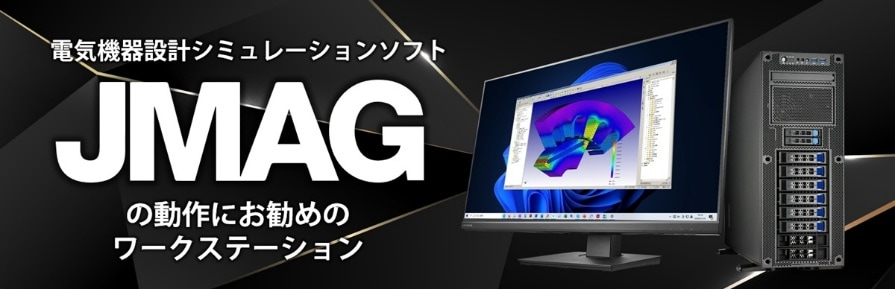 電気機器設計シミュレーションソフト
JMAG
の動作にお勧めの
ワークステーション